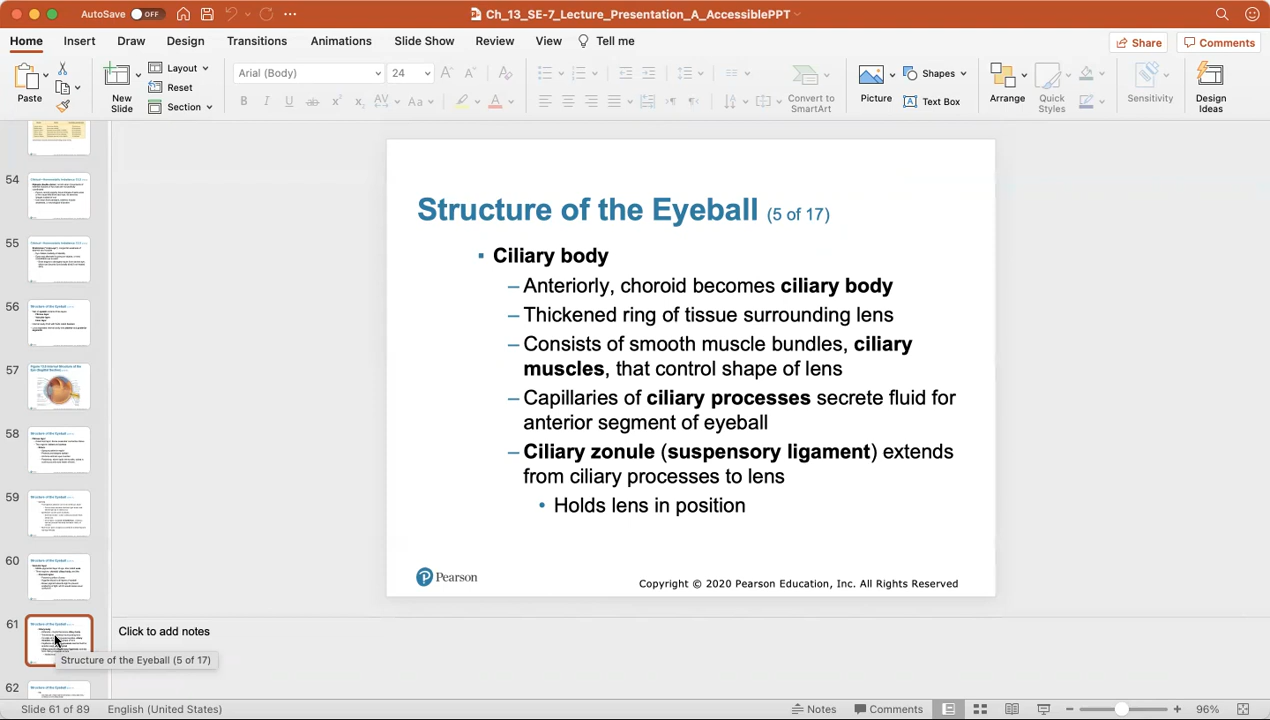 AutoSave OFF
Ch_13_SE-7_Lecture_Presentation_A_AccessiblePPT
Home Insert Draw Design Transitions Animations Slide Show Review View Tell me
Share Comments
Paste
New
Slide
Layout
Reset
Section
Arial (Body) 24
Convert to
SmartArt
Picture
Shapes
Text Box
Arrange
Quick
Styles
Sensitivity
Design
Ideas
54
55
56
57
58
59
60
61
62
Structure of the Eyeball (5 of 17)
Ciliary body
– Anteriorly, choroid becomes ciliary body
– Thickened ring of tissue surrounding lens
– Consists of smooth muscle bundles, ciliary
muscles, that control shape of lens
– Capillaries of ciliary processes secrete fluid for
anterior segment of eyeball
– Ciliary zonule (suspensory ligament) extends
from ciliary processes to lens
• Holds lens in position
Pearson
Copyright © 2020 Pearson Education, Inc. All Rights Reserved
Click to add notes
Structure of the Eyeball (5 of 17)
Slide 61 of 89 English (United States) Notes Comments 96%